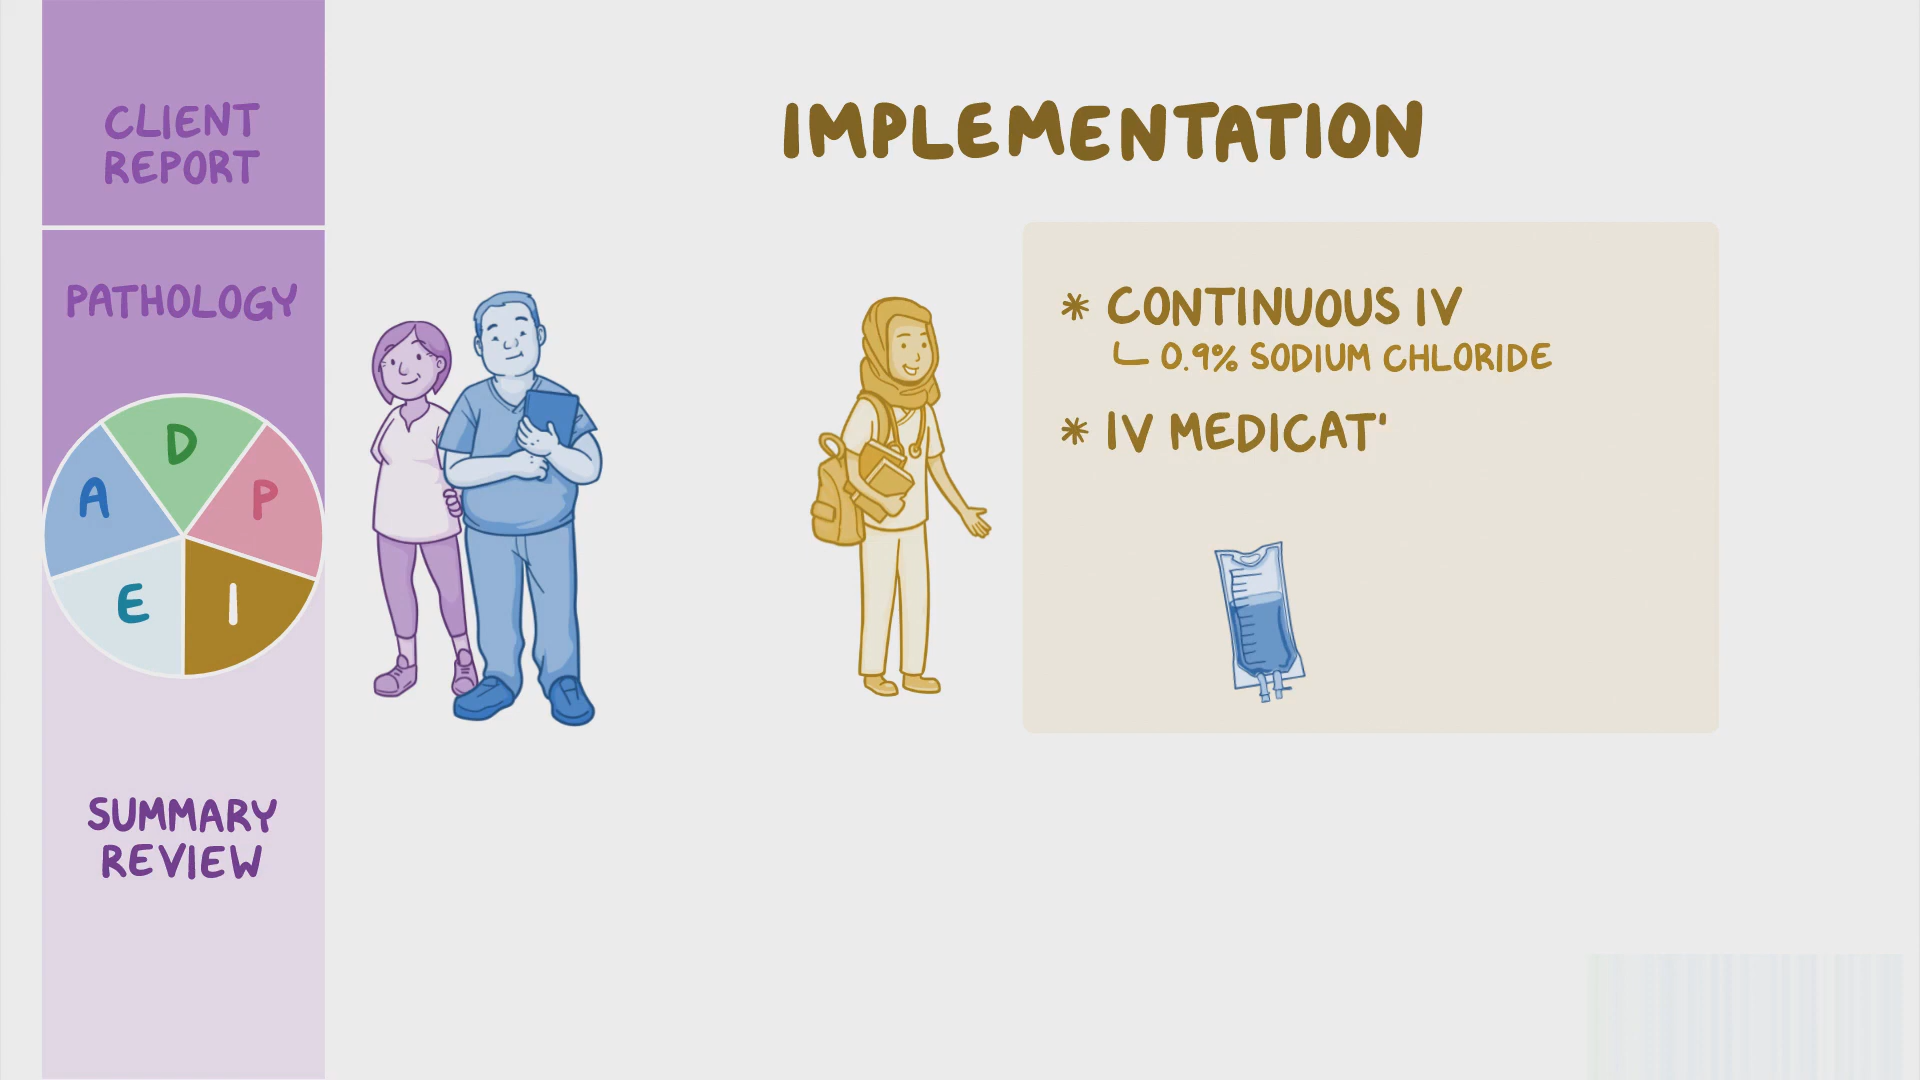 CLIENT
REPORT
PATHOLOGY
A
D
P
E
I
SUMMARY
REVIEW
IMPLEMENTATION
* CONTINUOUS IV
0.9% SODIUM CHLORIDE
* IV MEDICAT'